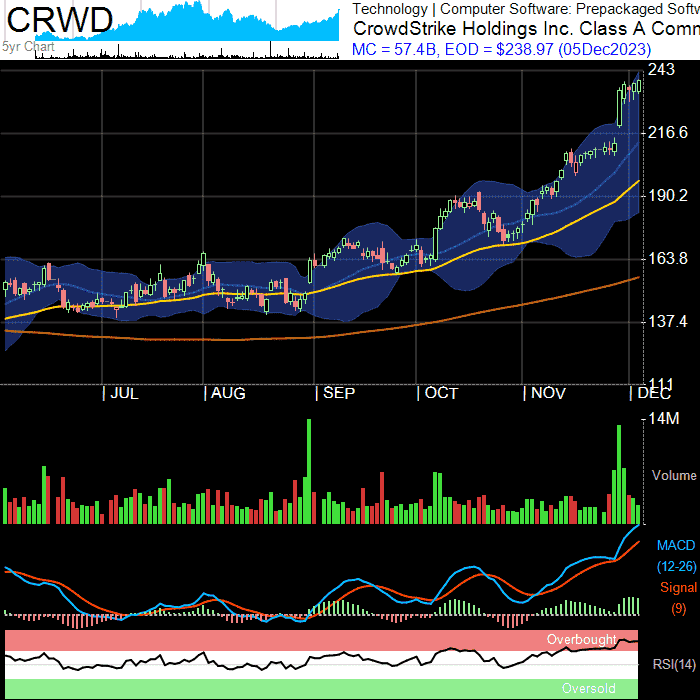 CRWD
5yr Chart
Technology | Computer Software: Prepackaged Softw
CrowdStrike Holdings Inc. Class A Comm
MC = 57.4B, EOD = $238.97 (05Dec2023)
243
216.6
190.2
163.8
137.4
111
JUL AUG SEP OCT NOV DEC
14M
Volume
MACD
(12-26)
Signal
(9)
Overbought
RSI(14)
Oversold